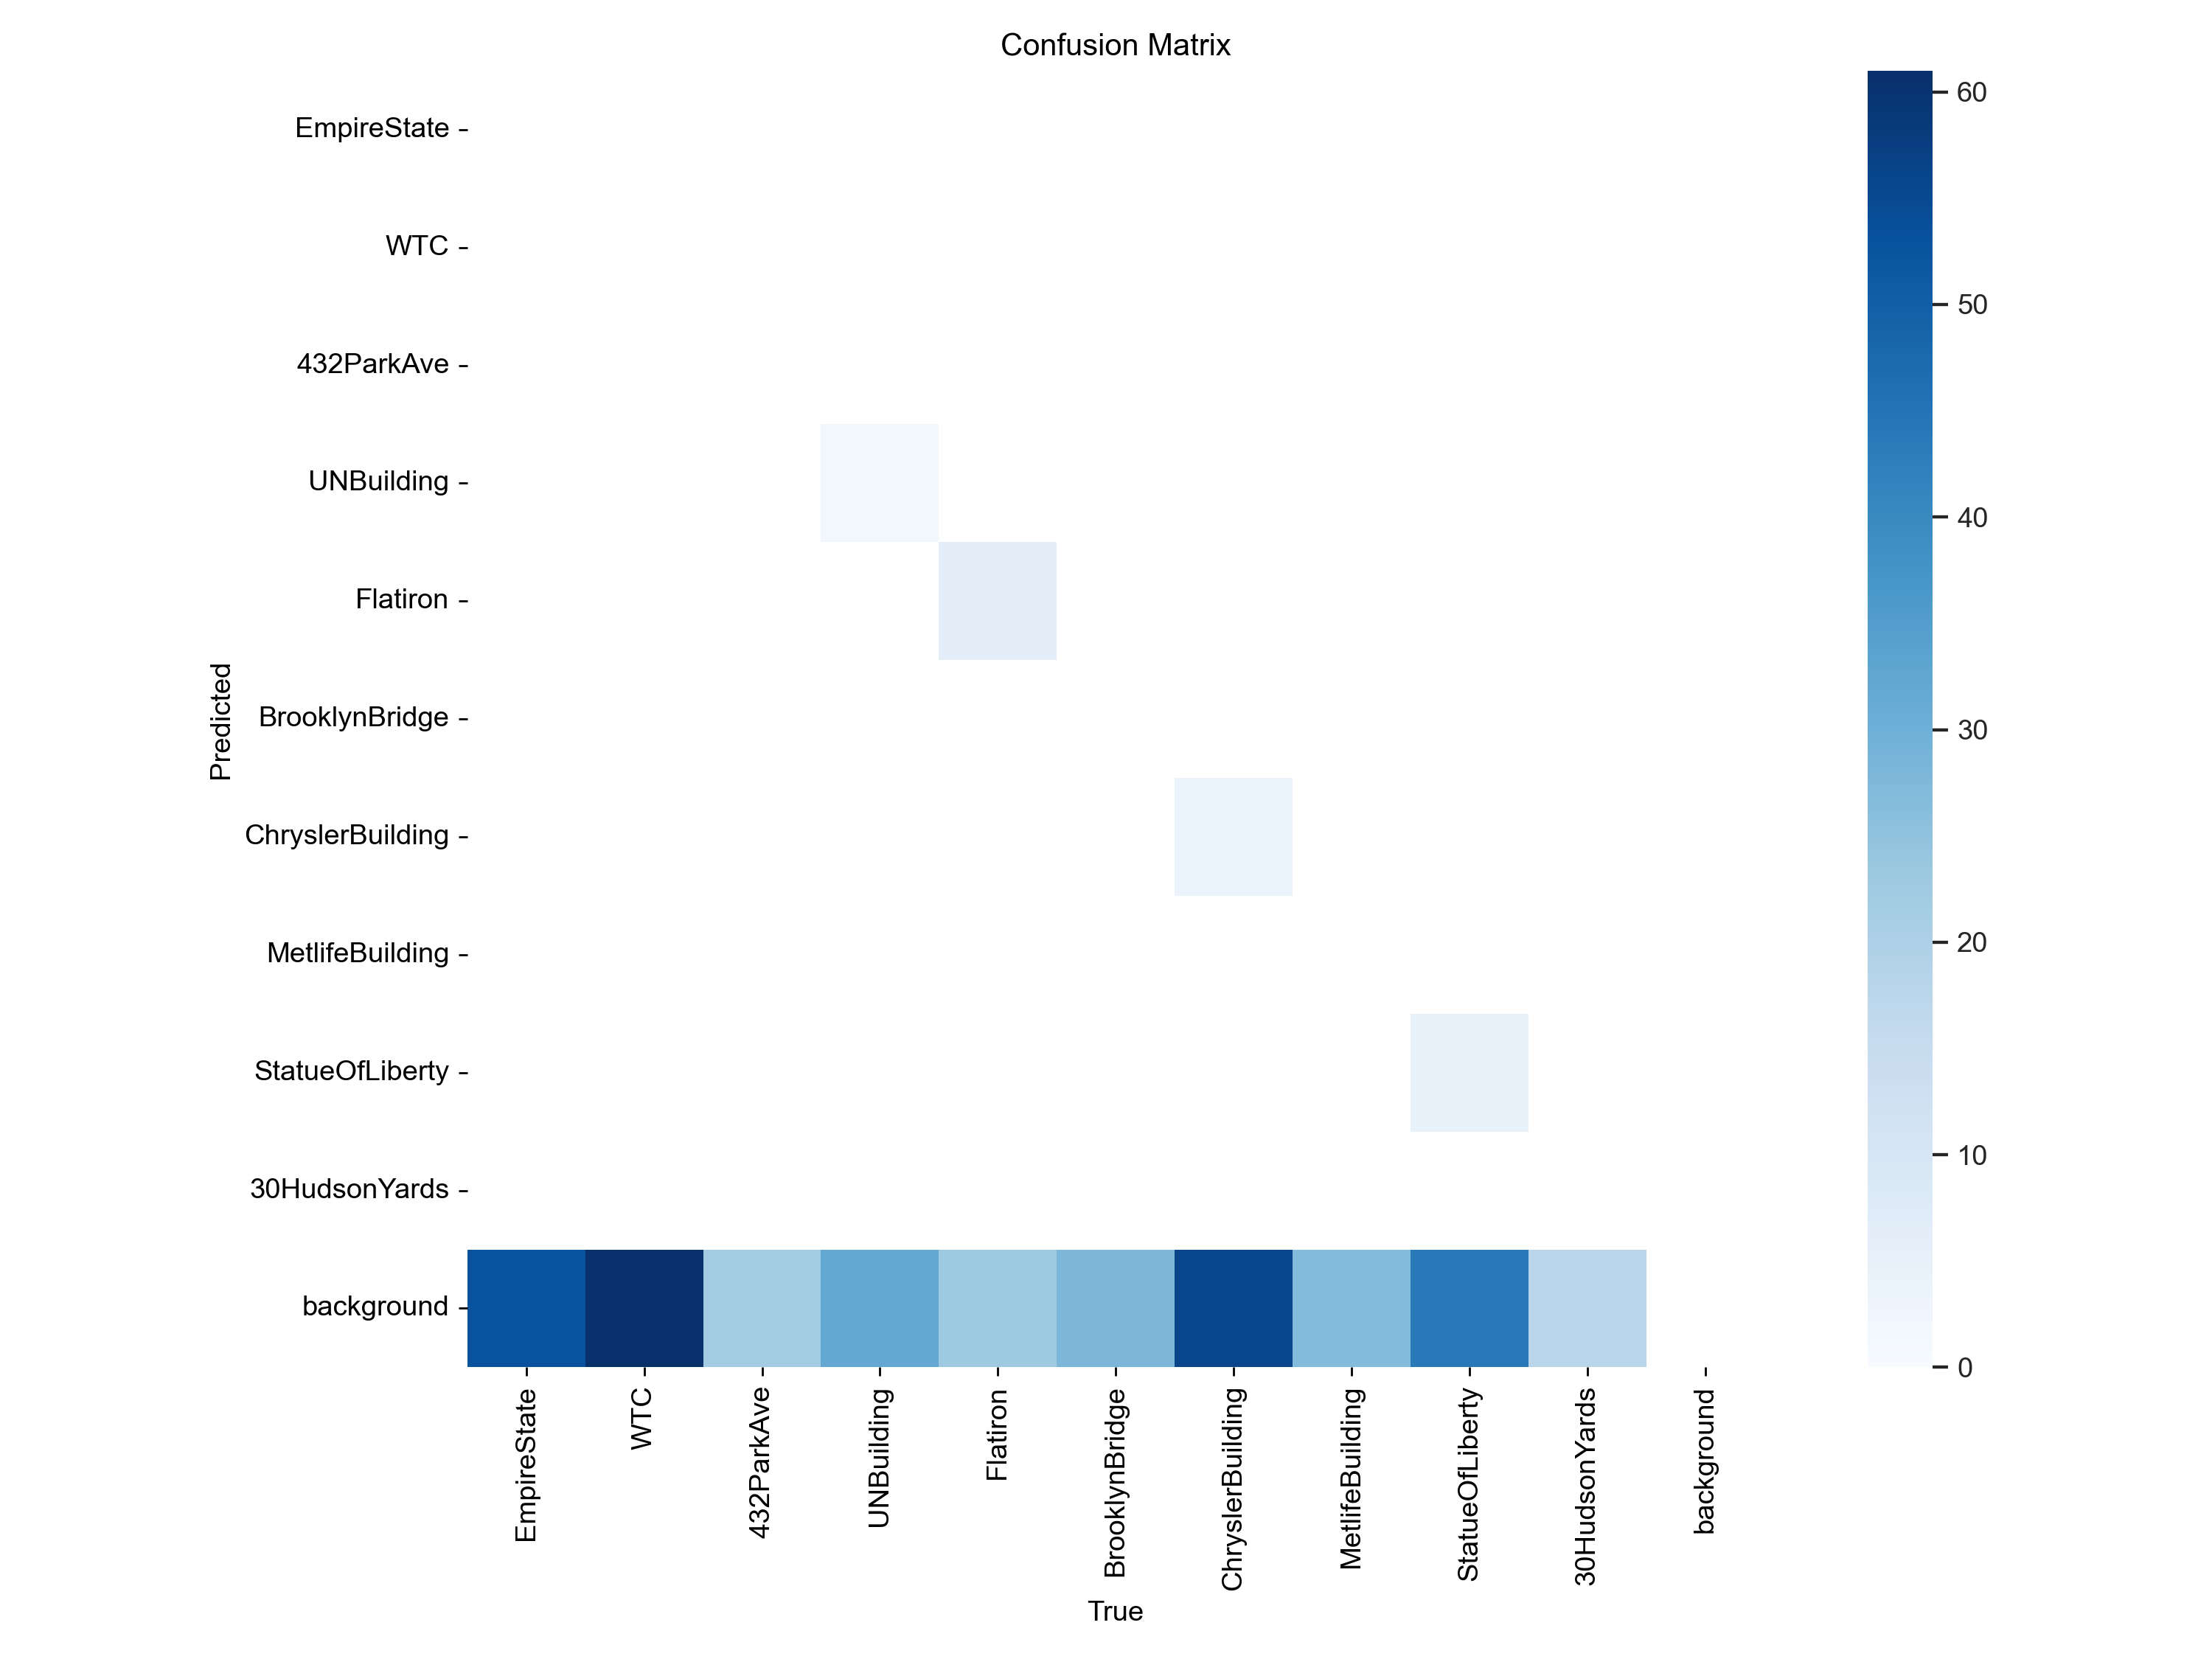 Confusion Matrix
EmpireState
WTC
432ParkAve
UNBuilding
Flatiron
BrooklynBridge
ChryslerBuilding
MetlifeBuilding
StatueOfLiberty
30HudsonYards
background
Predicted
EmpireState
WTC
432ParkAve
UNBuilding
Flatiron
BrooklynBridge
ChryslerBuilding
MetlifeBuilding
StatueOfLiberty
30HudsonYards
background
True
60
50
40
30
20
10
0